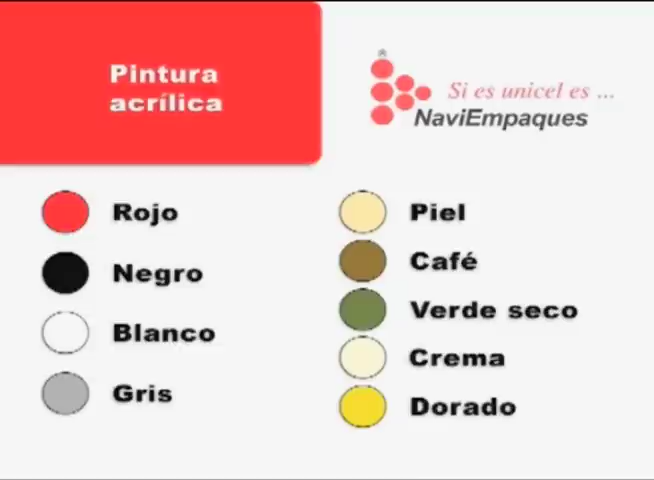 Pintura
acrílica
®
Si es unicel es ...
NaviEmpaques
Rojo
Negro
Blanco
Gris
Piel
Café
Verde seco
Crema
Dorado